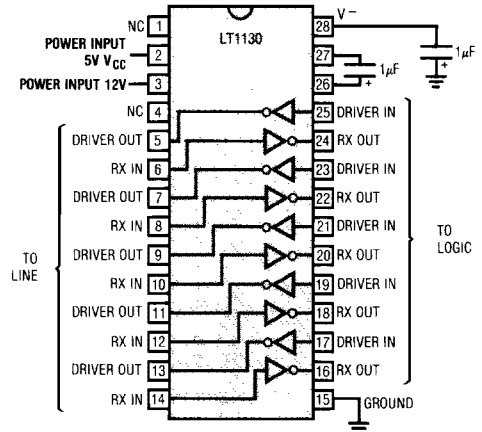 LT1130
NC 1
POWER INPUT
5V VCC 2
POWER INPUT 12V 3
NC 4
DRIVER OUT 5
RX IN 6
DRIVER OUT 7
RX IN 8
DRIVER OUT 9
RX IN 10
DRIVER OUT 11
RX IN 12
DRIVER OUT 13
RX IN 14
TO
LINE
28 V−
27
26
1µF
1µF
+
+
25 DRIVER IN
24 RX OUT
23 DRIVER IN
22 RX OUT
21 DRIVER IN
20 RX OUT
19 DRIVER IN
18 RX OUT
17 DRIVER IN
16 RX OUT
15 GROUND
TO
LOGIC